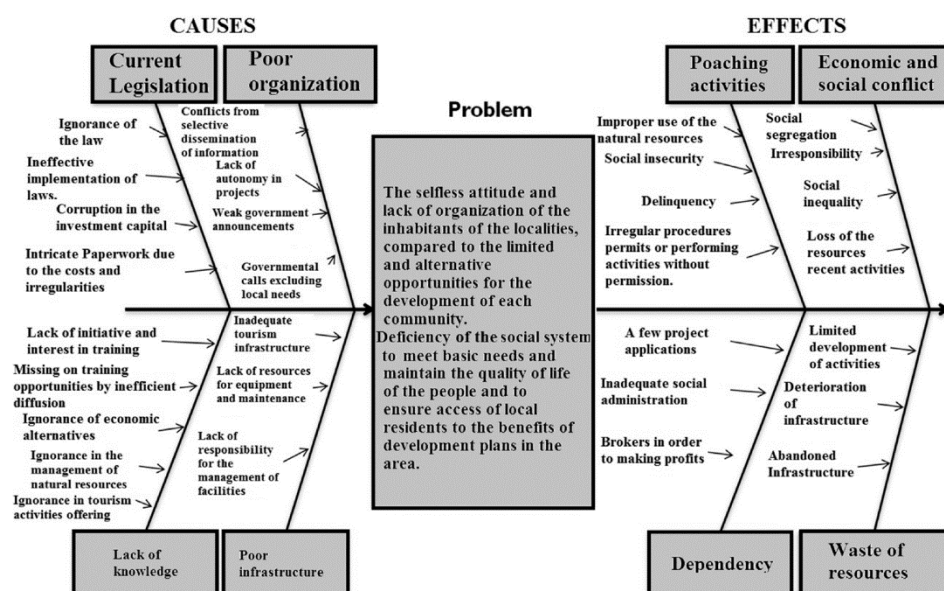 CAUSES
EFFECTS
Current
Legislation
Poor
organization
Problem
Poaching
activities
Economic and
social conflict
Ignorance of
the law
Ineffective
implementation of
laws.
Corruption in the
investment capital
Intricate Paperwork due
to the costs and
irregularities
Conflicts from
selective
dissemination
of information
Lack of
autonomy in
projects
Weak government
announcements
Governmental
calls excluding
local needs
Lack of initiative and
interest in training
Missing on training
opportunities by inefficient
diffusion
Ignorance of economic
alternatives
Ignorance in the
management of
natural resources
Ignorance in tourism
activities offering
Inadequate
tourism
infrastructure
Lack of resources
for equipment
and maintenance
Lack of
responsibility
for the
management of
facilities
Lack of
knowledge
Poor
infrastructure
The selfless attitude and
lack of organization of the
inhabitants of the localities,
compared to the limited
and alternative
opportunities for the
development of each
community.
Deficiency of the social system
to meet basic needs and
maintain the quality of life
of the people and to
ensure access of local
residents to the benefits of
development plans in the
area.
Improper use of the
natural resources
Social insecurity
Delinquency
Irregular procedures
permits or performing
activities without
permission.
Social
segregation
Irresponsibility
Social
inequality
Loss of the
resources
recent activities
A few project
applications
Inadequate social
administration
Brokers in order
to making profits
Limited
development
of activities
Deterioration
of
infrastructure
Abandoned
Infrastructure
Dependency
Waste of
resources